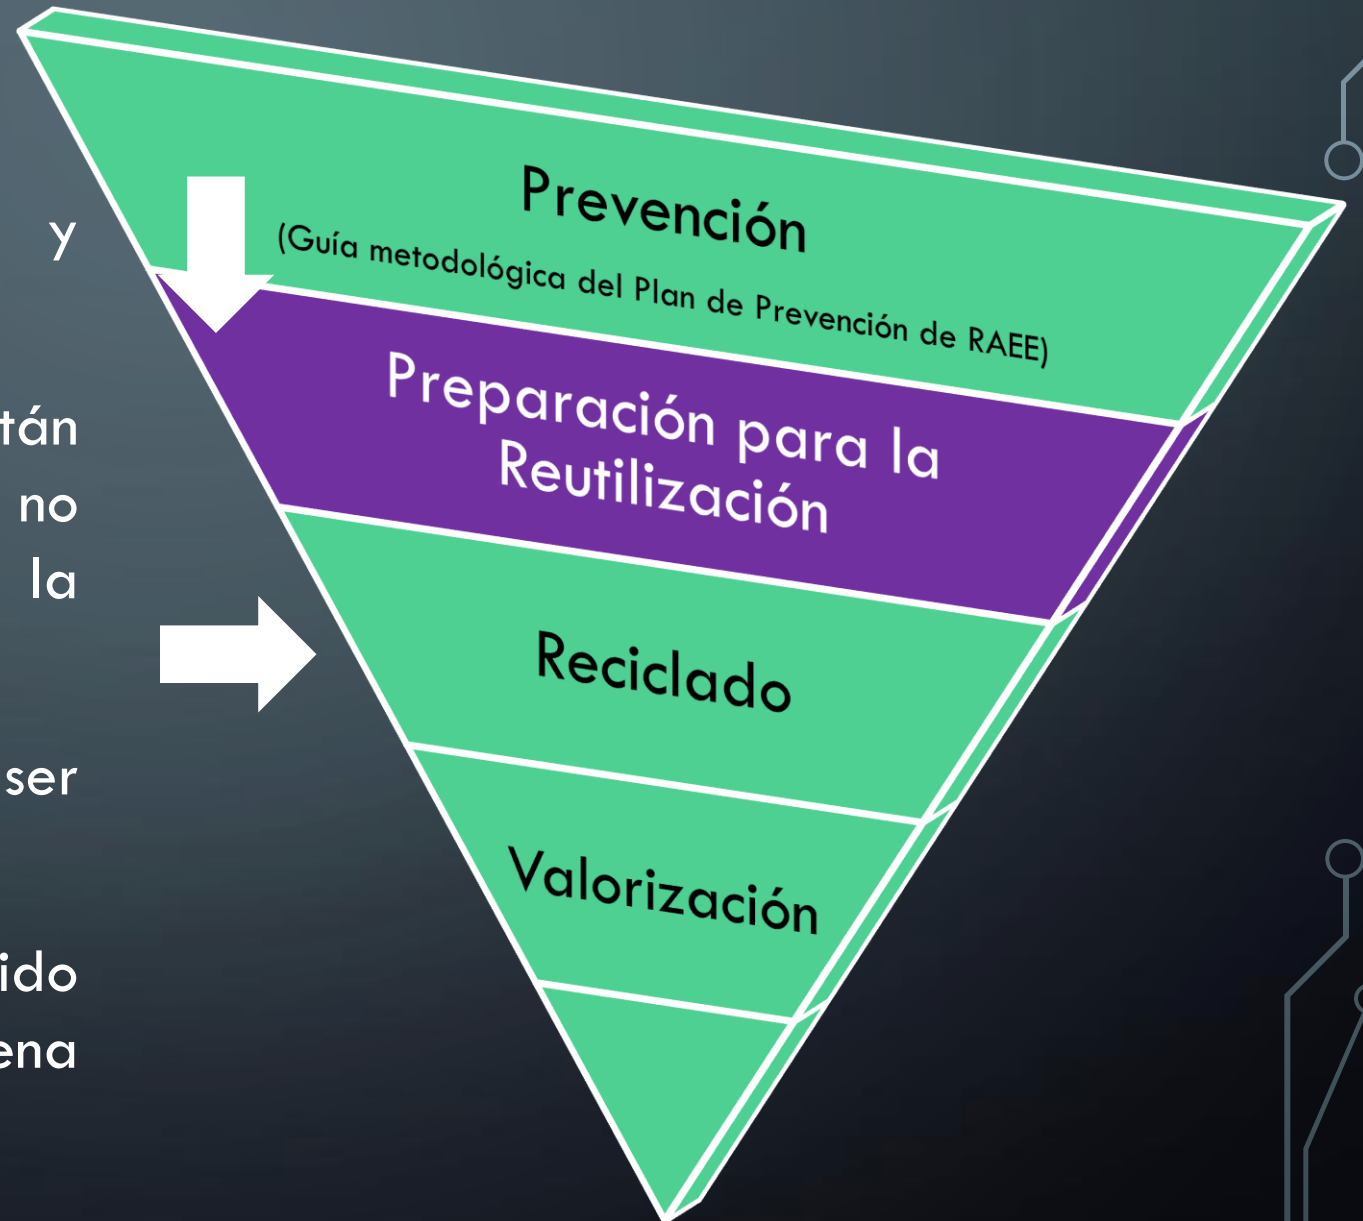 y
tán
no
la
ser
ido
ena
Prevención
(Guía metodológica del Plan de Prevención de RAEE)
Preparación para la
Reutilización
Reciclado
Valorización